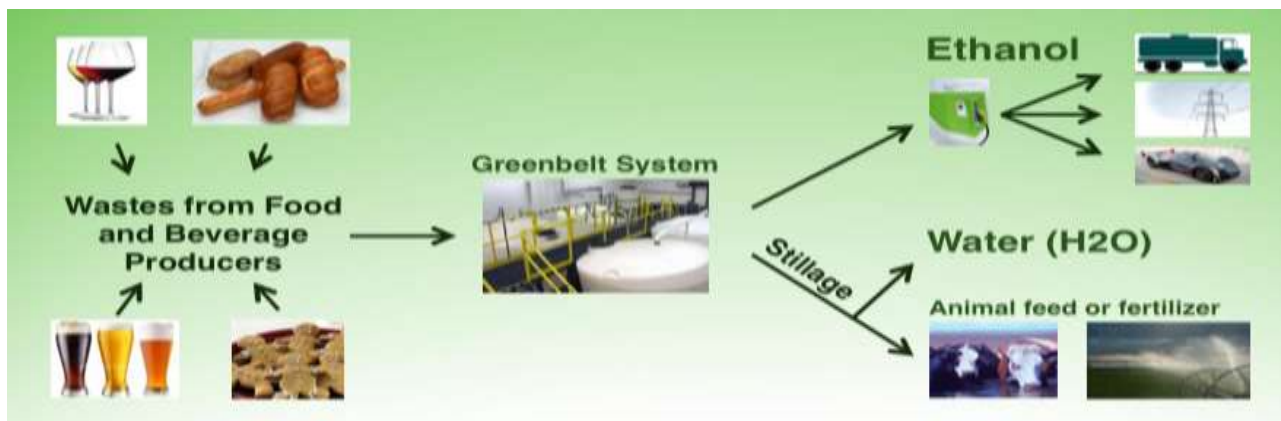 Ethanol
Greenbelt System
Wastes from Food
and Beverage
Producers
Stillage
Water (H2O)
Animal feed or fertilizer